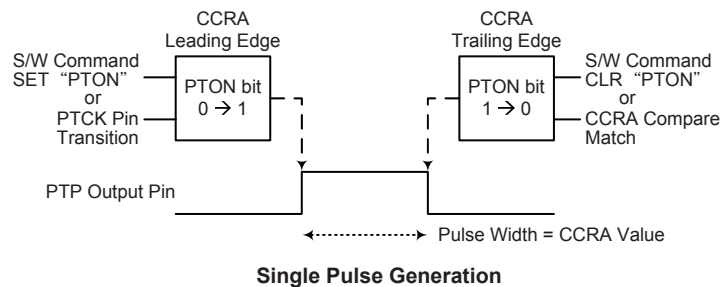 CCRA
Leading Edge
S/W Command
SET “PTON”
or
PTCK Pin
Transition
PTON bit
0 → 1
CCRA
Trailing Edge
PTON bit
1 → 0
S/W Command
CLR “PTON”
or
CCRA Compare
Match
PTP Output Pin
Pulse Width = CCRA Value
Single Pulse Generation